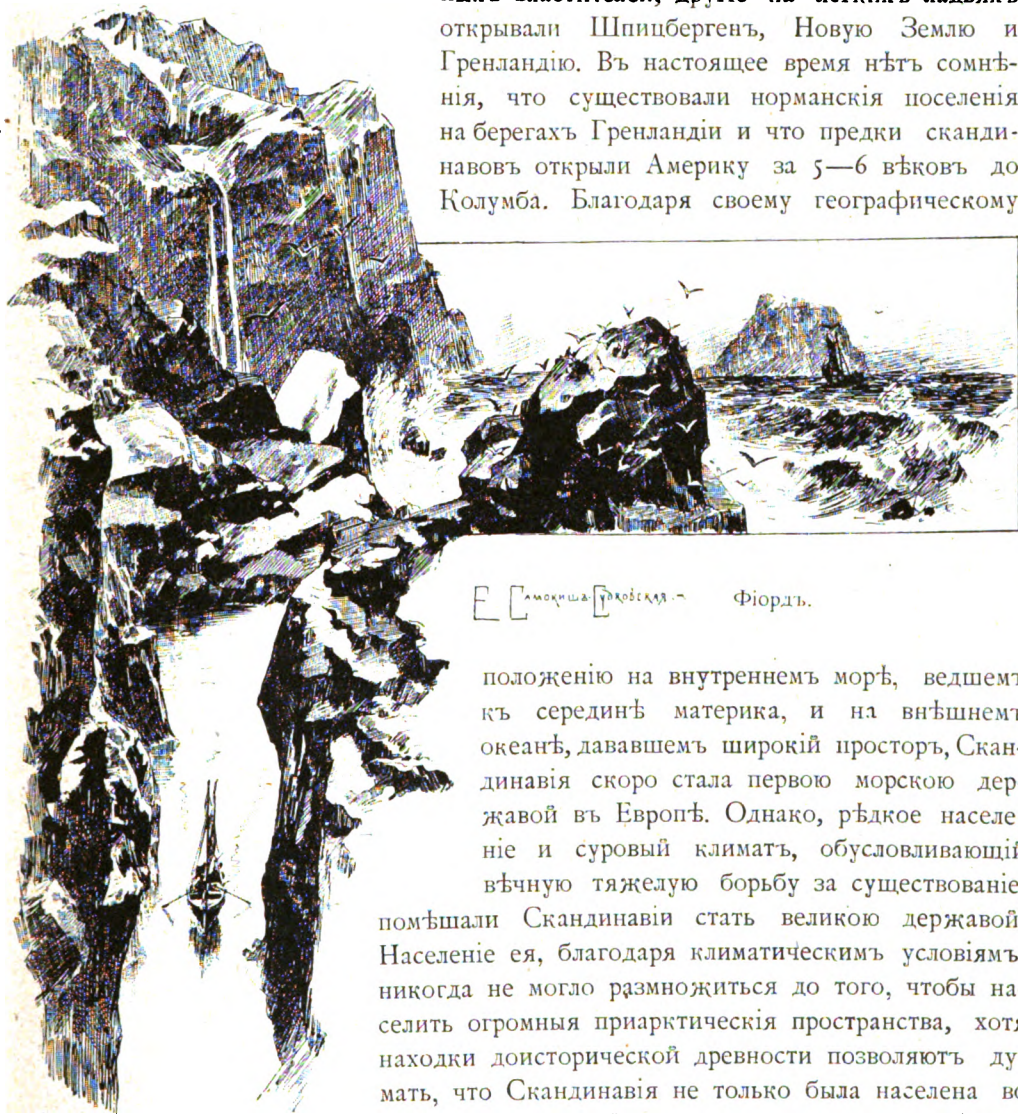 другіе на легкихъ ладьяхъ
открывали Шпицбергенъ, Новую Землю и
Гренландію. Въ настоящее время нѣтъ сомнѣ-
нія, что существовали норманскія поселенія
на берегахъ Гренландіи и что предки сканди-
навовъ открыли Америку за 5—6 вѣковъ до
Колумба. Благодаря своему географическому
Е Самокиша-Судковская.
Фіордъ.
положенію на внутреннемъ морѣ, ведшемъ
къ серединѣ материка, и на внѣшнемъ
океанѣ, дававшемъ широкій просторъ, Скан-
динавія скоро стала первою морскою дер
жавой въ Европѣ. Однако, рѣдкое населе
ніе и суровый климатъ, обусловливающій
вѣчную тяжелую борьбу за существованіе
помѣшали Скандинавіи стать великою державой
Населеніе ея, благодаря климатическимъ условіямъ
никогда не могло размножиться до того, чтобы на
селить огромныя приарктическія пространства, хотя
находки доисторической древности позволяютъ ду
мать, что Скандинавія не только была населена во